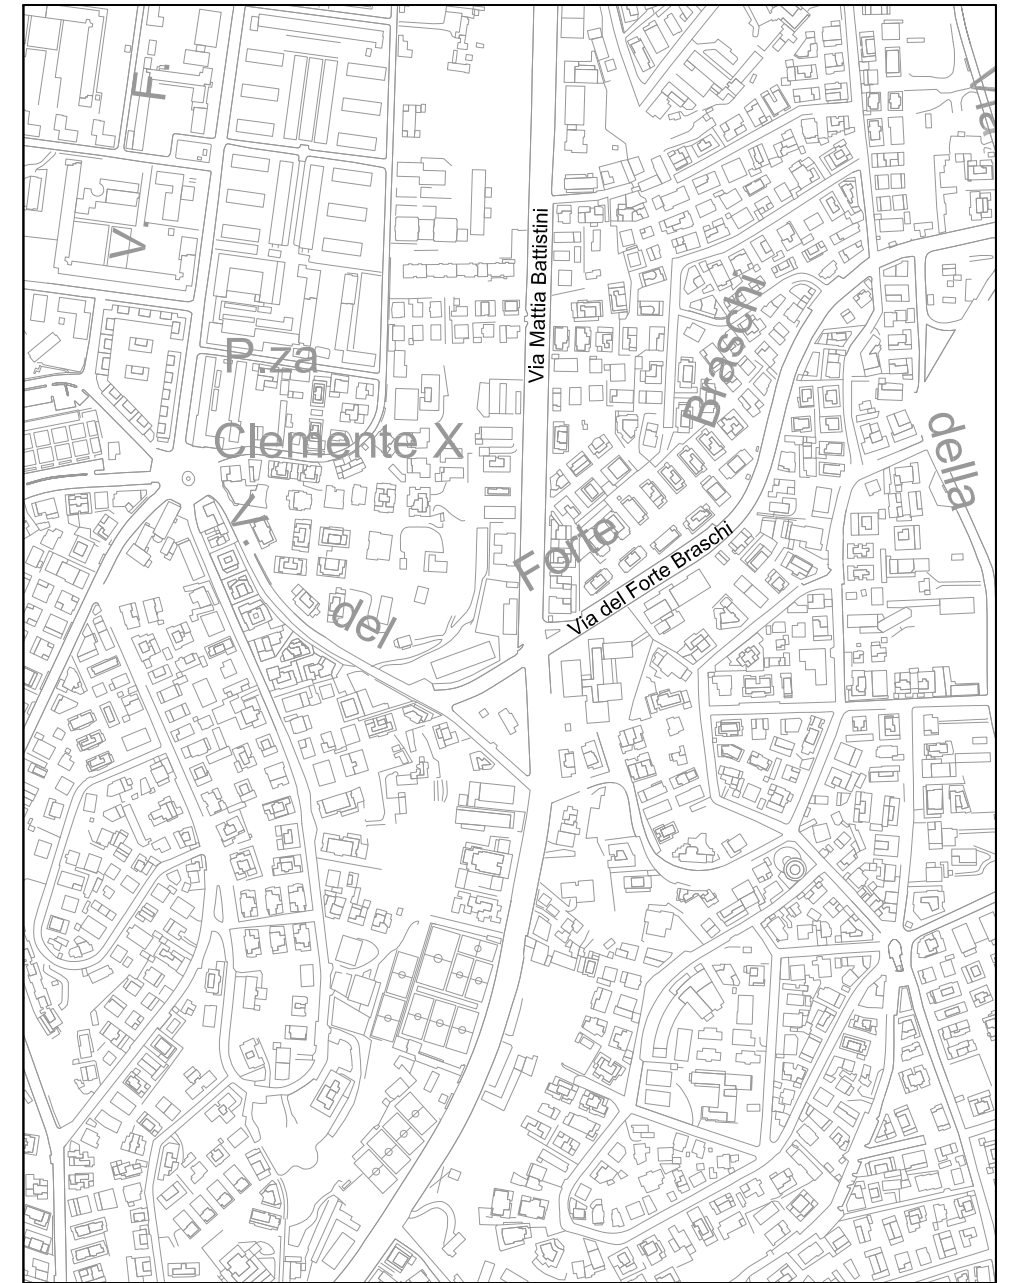 F.
Via
V.
Via Mattia Battistini
P.za
Clemente X
V.
del
Forte
Braschi
della
Via del Forte Braschi